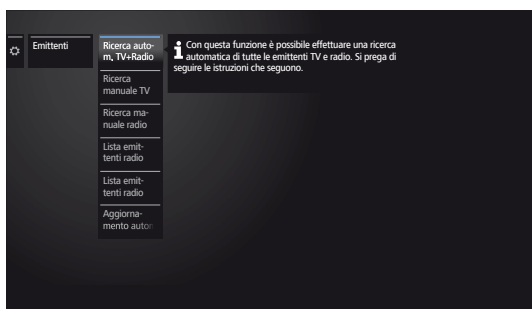 Emittenti
Ricerca auto-
m, TV+Radio
Con questa funzione è possibile effettuare una ricerca
automatica di tutte le emittenti TV e radio. Si prega di
seguire le istruzioni che seguono.
Ricerca
manuale TV
Ricerca ma-
nuale radio
Lista emit-
tenti radio
Lista emit-
tenti radio
Aggiorna-
mento autom